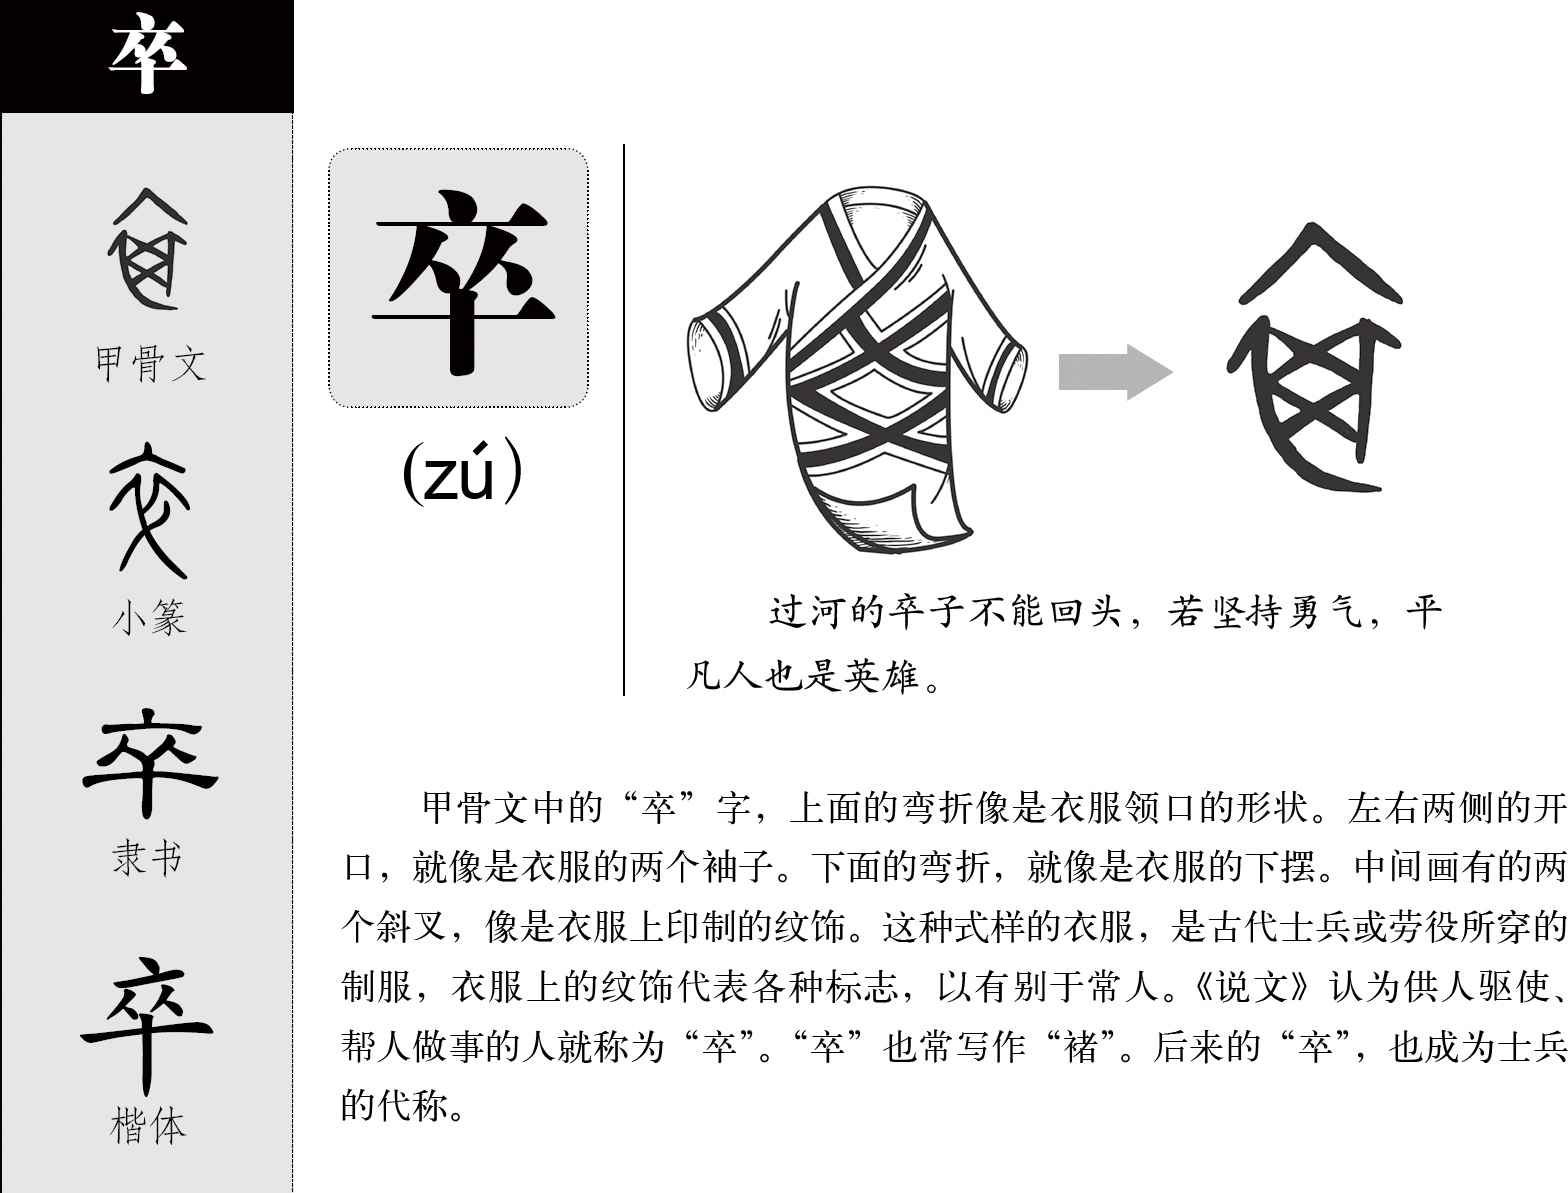 卒
甲骨文
小篆
隶书
楷体
卒
(zú)
过河的卒子不能回头，若坚持勇气，平
凡人也是英雄。
甲骨文中的“卒”字，上面的弯折像是衣服领口的形状。左右两侧的开
口，就像是衣服的两个袖子。下面的弯折，就像是衣服的下摆。中间画有的两
个斜叉，像是衣服上印制的纹饰。这种式样的衣服，是古代士兵或劳役所穿的
制服，衣服上的纹饰代表各种标志，以有别于常人。《说文》认为供人驱使、
帮人做事的人就称为“卒”。“卒”也常写作“褚”。后来的“卒”，也成为士兵
的代称。